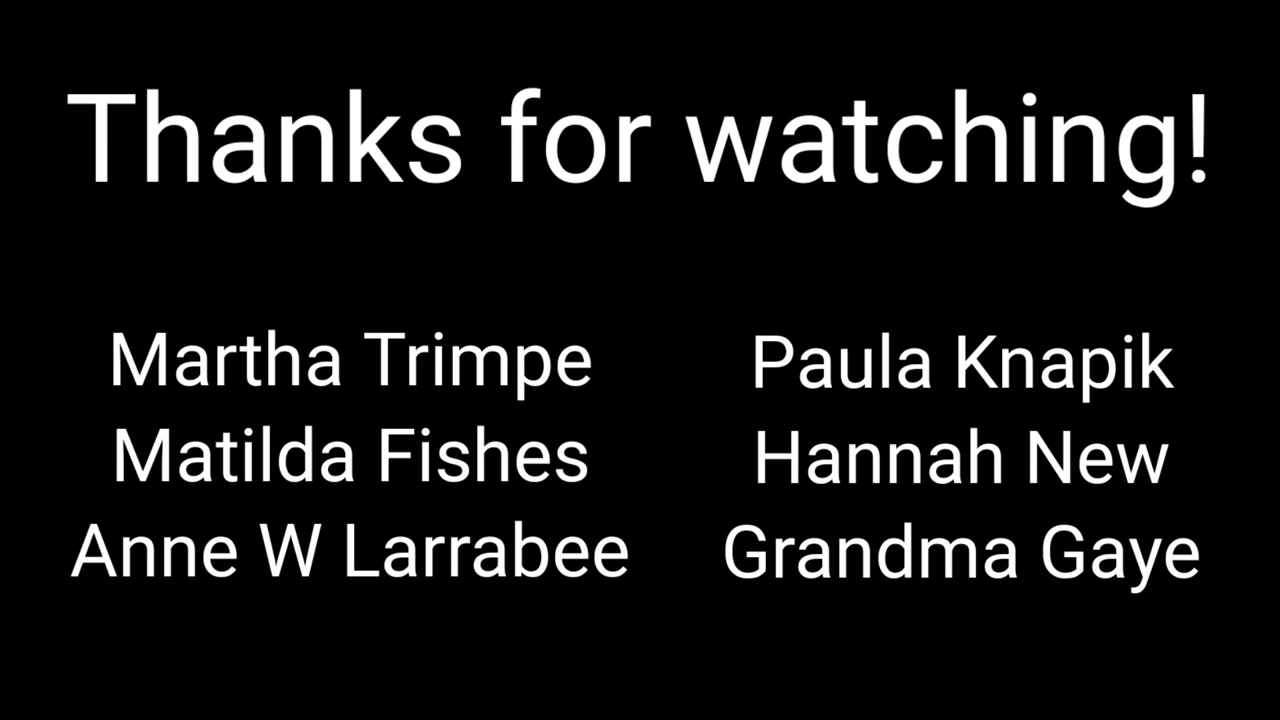 Thanks for watching!
Martha Trimpe
Matilda Fishes
Anne W Larrabee
Paula Knapik
Hannah New
Grandma Gaye